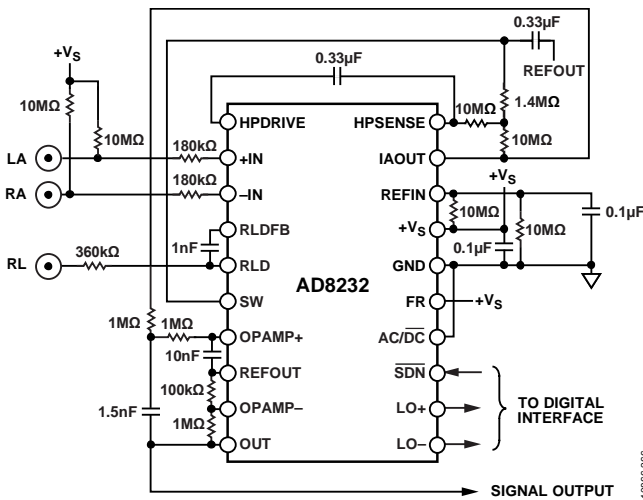 0.33µF
0.33µF
REFOUT
+VS
10MΩ
10MΩ
LA
180kΩ
RA
180kΩ
RL
360kΩ
1nF
HPDRIVE
+IN
–IN
RLDFB
RLD
SW
OPAMP+
REFOUT
OPAMP–
OUT
AD8232
HPSENSE
IAOUT
REFIN
+VS
GND
FR
AC/DC
SDN
LO+
LO–
10MΩ
1.4MΩ
10MΩ
+VS
10MΩ
10MΩ
0.1µF
0.1µF
+VS
1MΩ
1MΩ
10nF
100kΩ
1MΩ
1.5nF
TO DIGITAL
INTERFACE
SIGNAL OUTPUT